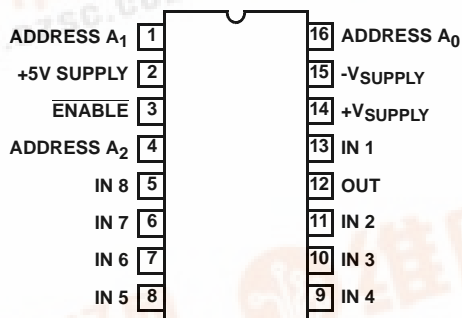 ADDRESS A1 1 16 ADDRESS A0
+5V SUPPLY 2 15 -VSUPPLY
ENABLE 3 14 +VSUPPLY
ADDRESS A2 4 13 IN 1
IN 8 5 12 OUT
IN 7 6 11 IN 2
IN 6 7 10 IN 3
IN 5 8 9 IN 4